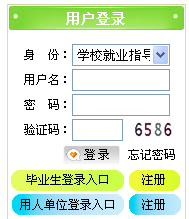 用户登录
身 份： 学校就业指导
用户名：
密 码：
验证码： 6586
登录 忘记密码
毕业生登录入口 注册
用人单位登录入口 注册